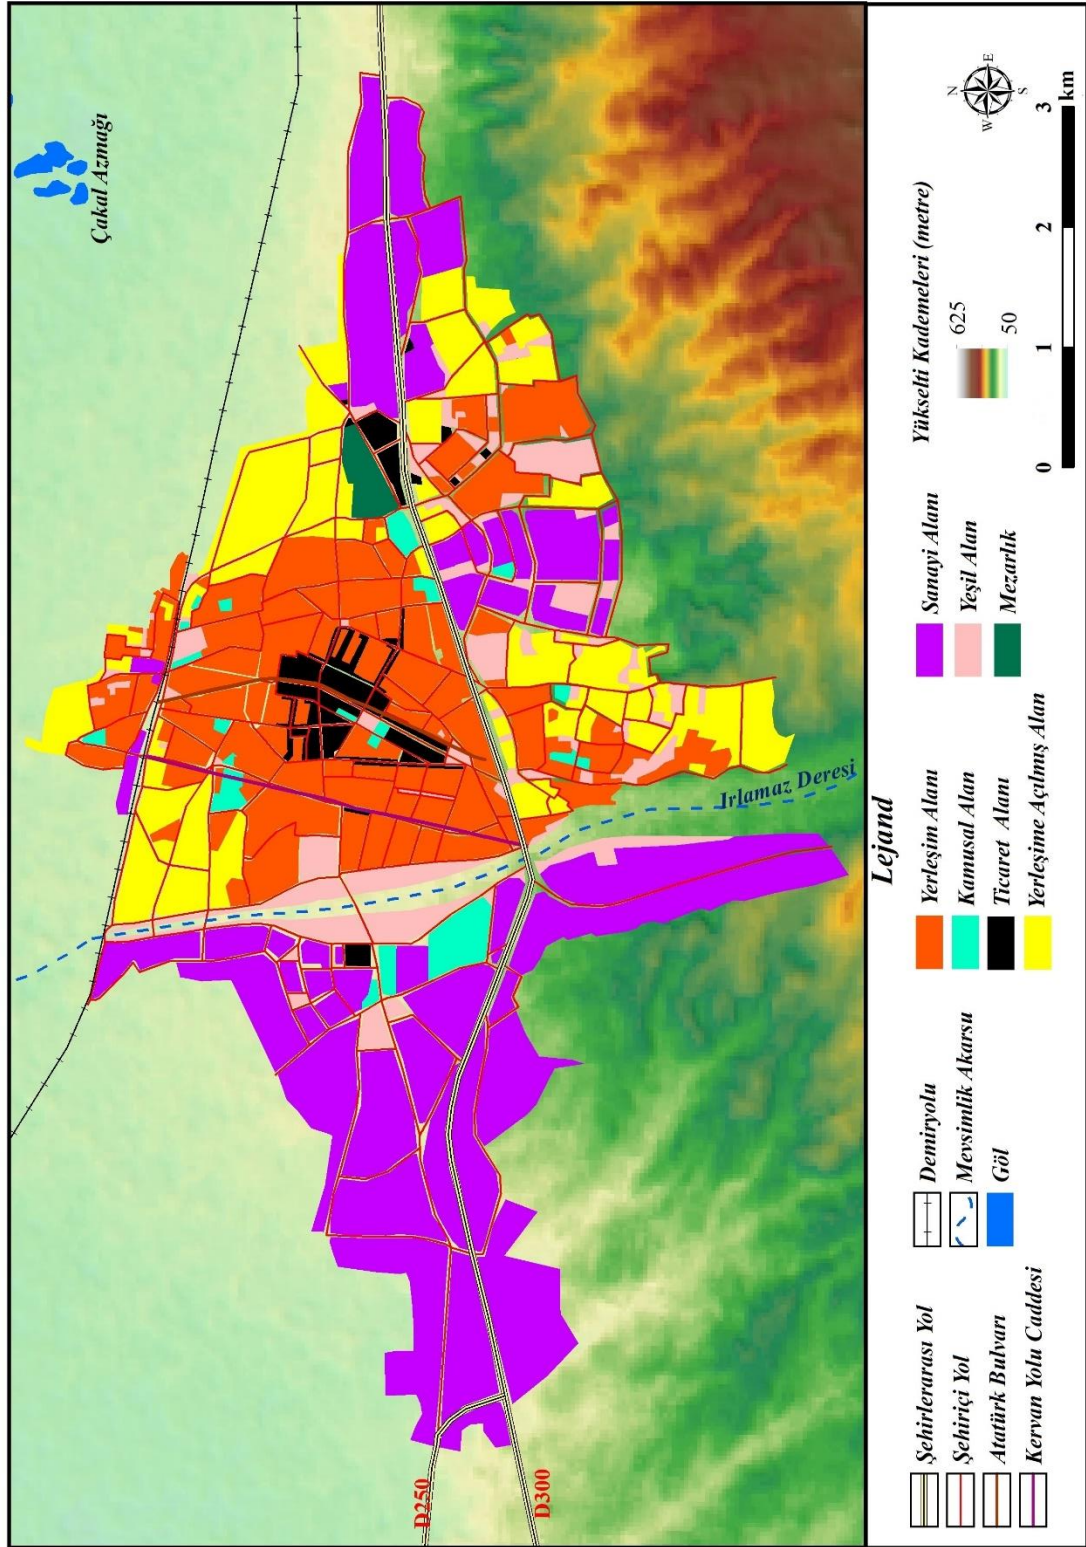 Çakal Azmağı
Irlamaz Deresi
D250
D300
Lejand
Şehirlerarası Yol
Şehiriçi Yol
Atatürk Bulvarı
Kervan Yolu Caddesi
Demiryolu
Mevsimlik Akarsu
Göl
Yerleşim Alanı
Kamusal Alan
Ticaret Alanı
Yerleşime Açılmış Alan
Sanayi Alanı
Yeşil Alan
Mezarlık
Yükselti Kademeleri (metre)
625
50
N
W E
S
0 1 2 3
km